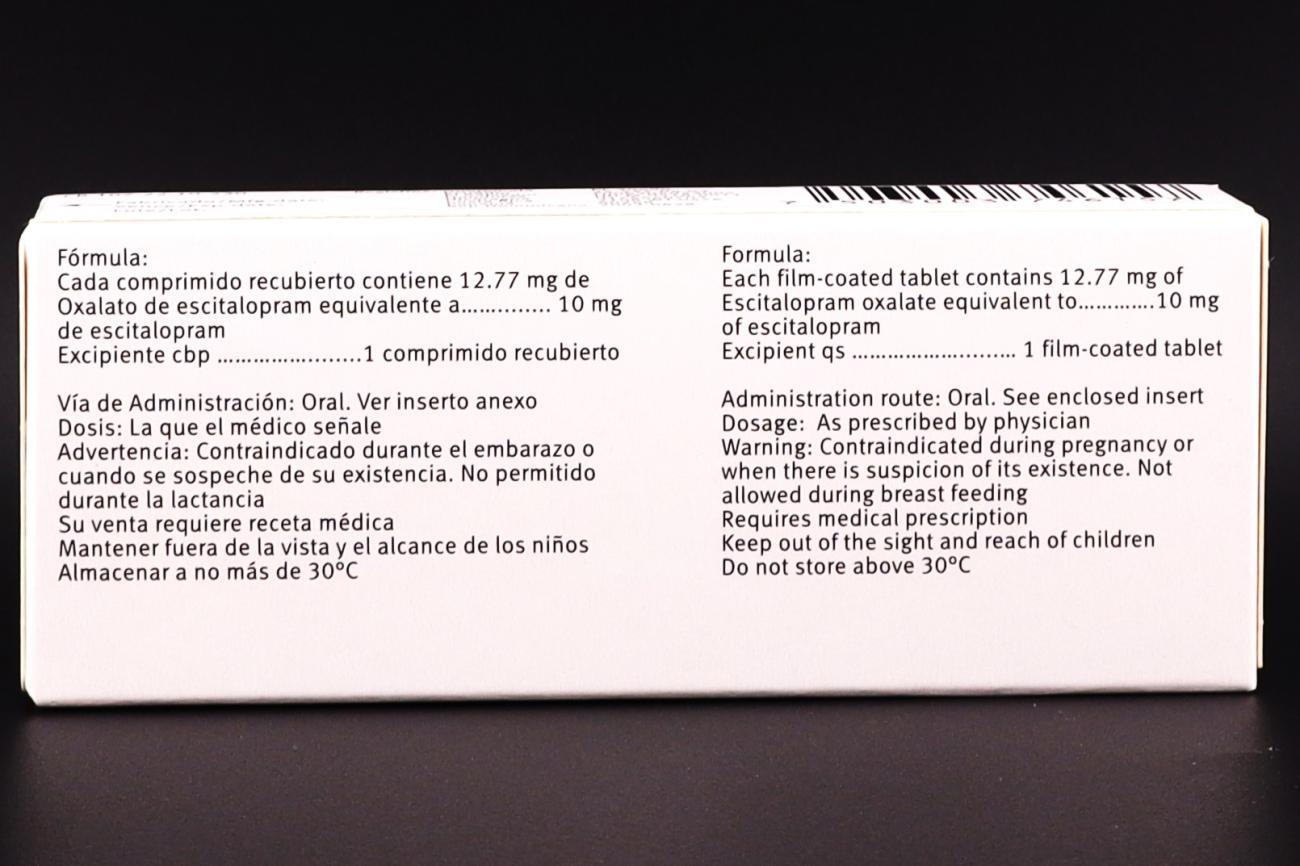 Fórmula:
Cada comprimido recubierto contiene 12.77 mg de
Oxalato de escitalopram equivalente a.............. 10 mg
de escitalopram
Excipiente cbp .........................1 comprimido recubierto
Vía de Administración: Oral. Ver inserto anexo
Dosis: La que el médico señale
Advertencia: Contraindicado durante el embarazo o
cuando se sospeche de su existencia. No permitido
durante la lactancia
Su venta requiere receta médica
Mantener fuera de la vista y el alcance de los niños
Almacenar a no más de 30°C
Formula:
Each film-coated tablet contains 12.77 mg of
Escitalopram oxalate equivalent to.............10 mg
of escitalopram
Excipient qs ............................ 1 film-coated tablet
Administration route: Oral. See enclosed insert
Dosage: As prescribed by physician
Warning: Contraindicated during pregnancy or
when there is suspicion of its existence. Not
allowed during breast feeding
Requires medical prescription
Keep out of the sight and reach of children
Do not store above 30°C